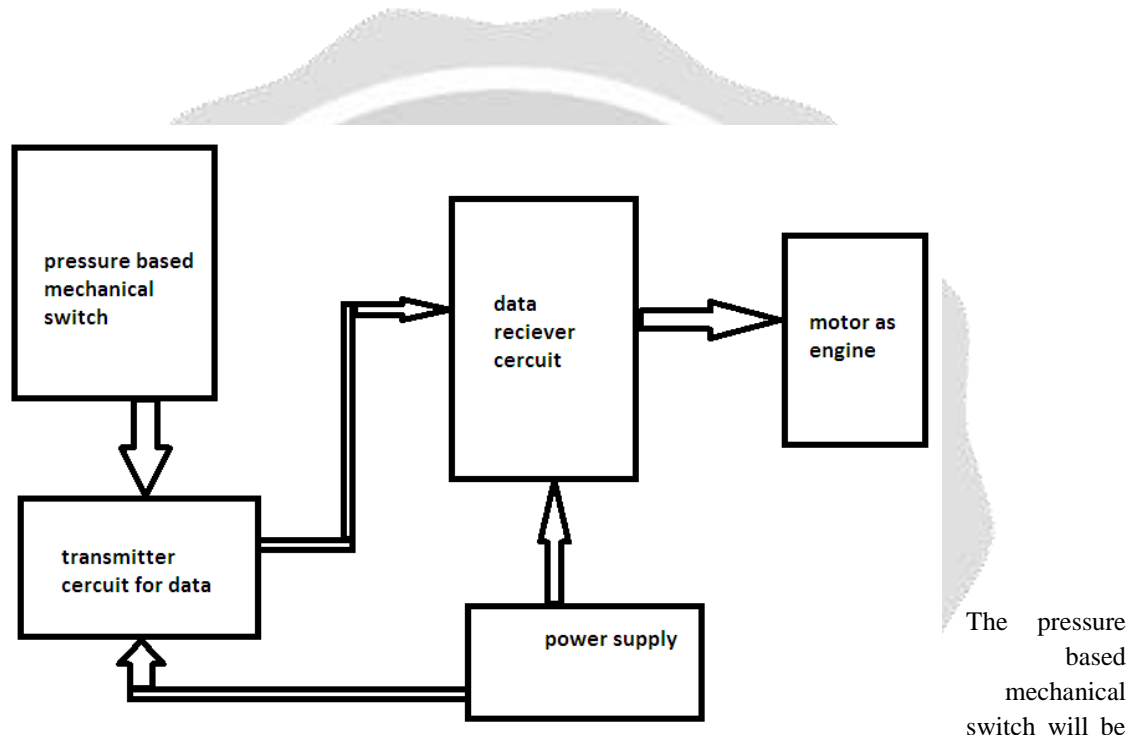 pressure based
mechanical
switch
data
reciever
cercuit
motor as
engine
transmitter
cercuit for data
power supply
The pressure
based
mechanical
switch will be